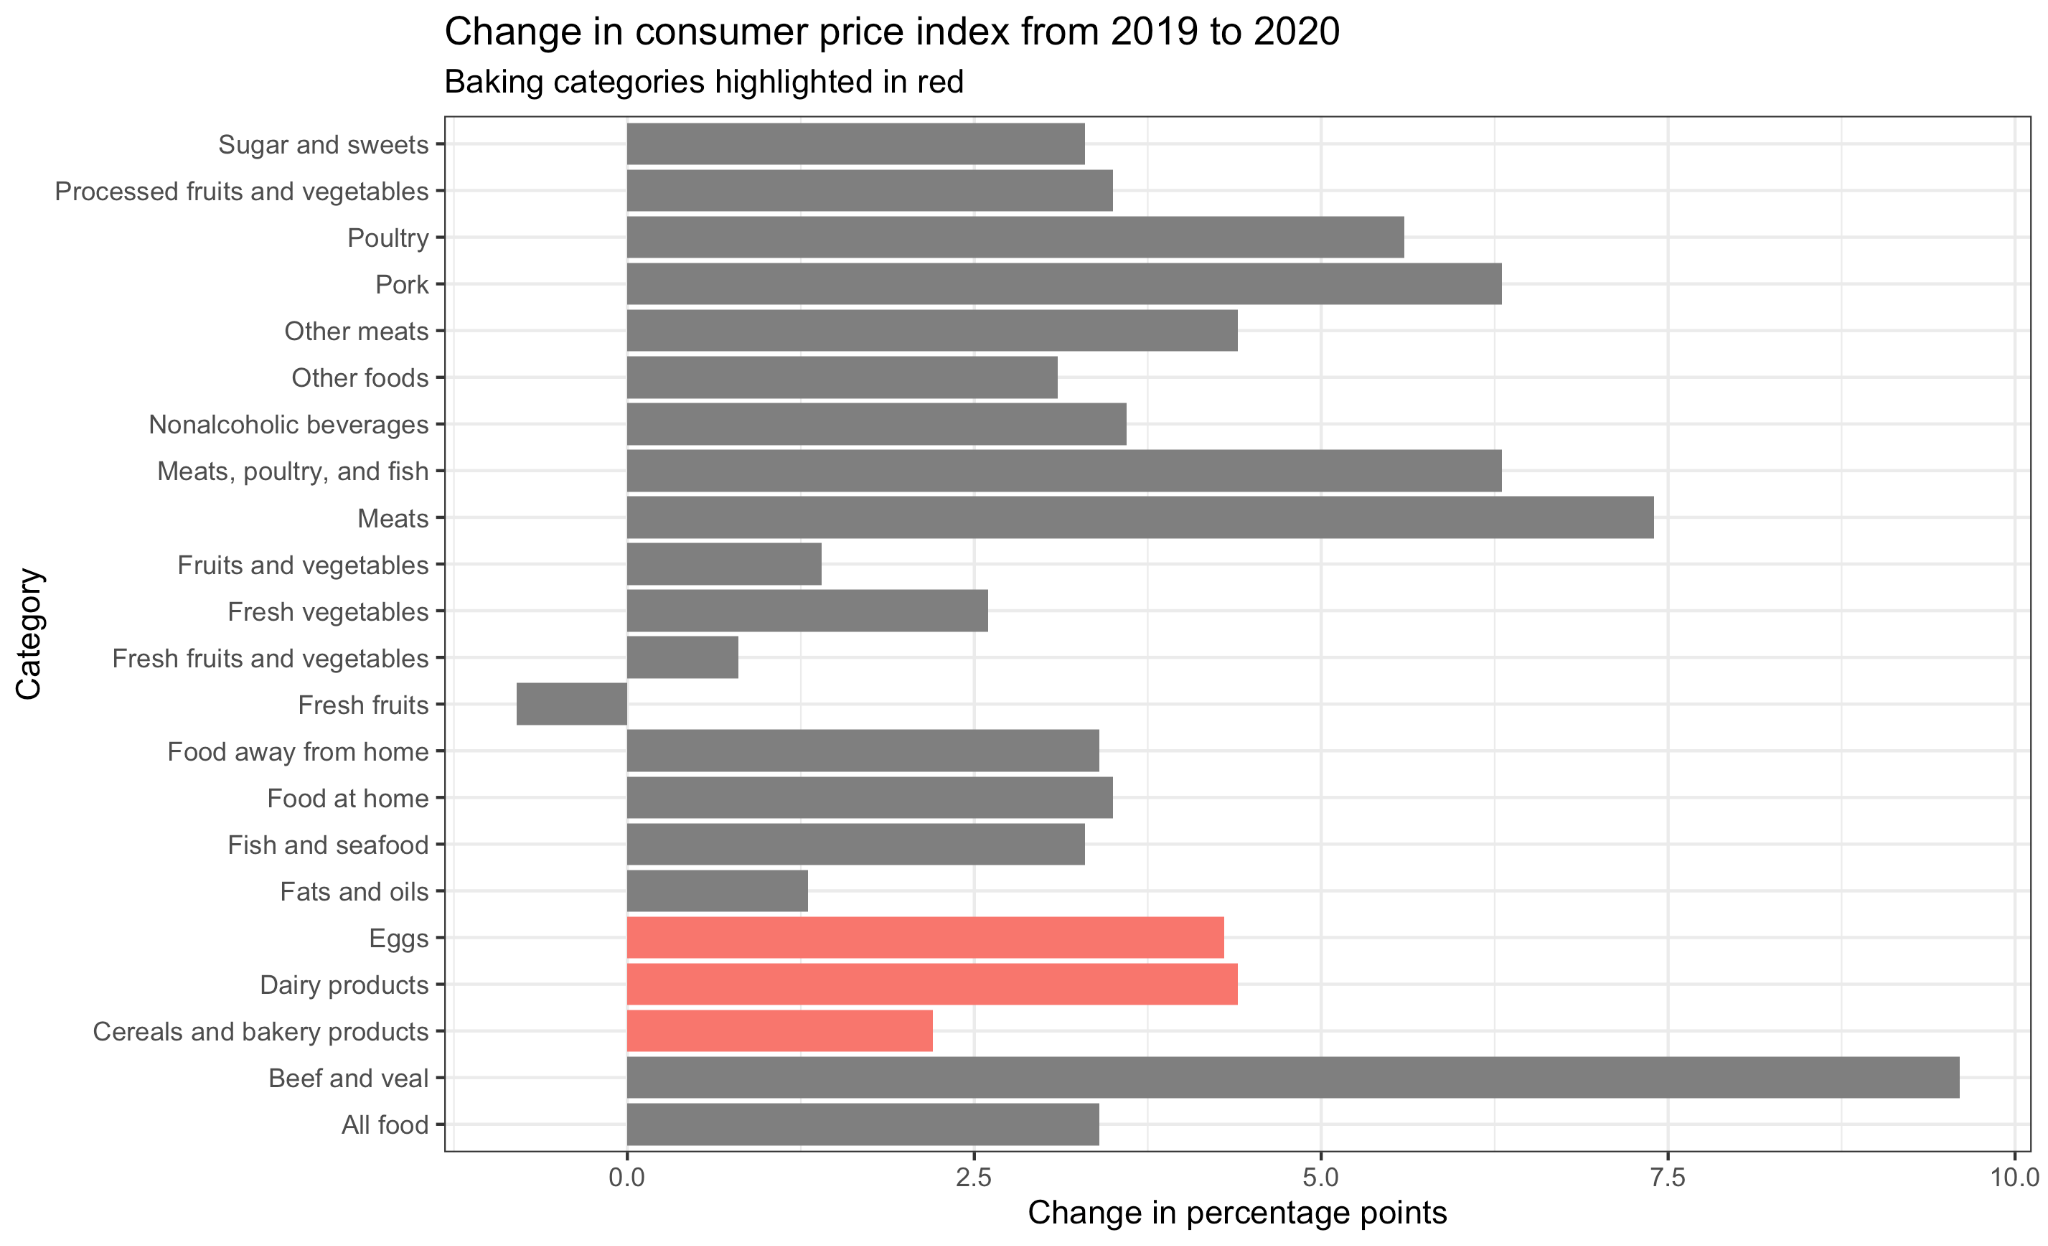 Change in consumer price index from 2019 to 2020
Baking categories highlighted in red
Category
Sugar and sweets
Processed fruits and vegetables
Poultry
Pork
Other meats
Other foods
Nonalcoholic beverages
Meats, poultry, and fish
Meats
Fruits and vegetables
Fresh vegetables
Fresh fruits and vegetables
Fresh fruits
Food away from home
Food at home
Fish and seafood
Fats and oils
Eggs
Dairy products
Cereals and bakery products
Beef and veal
All food
0.0 2.5 5.0 7.5 10.0
Change in percentage points